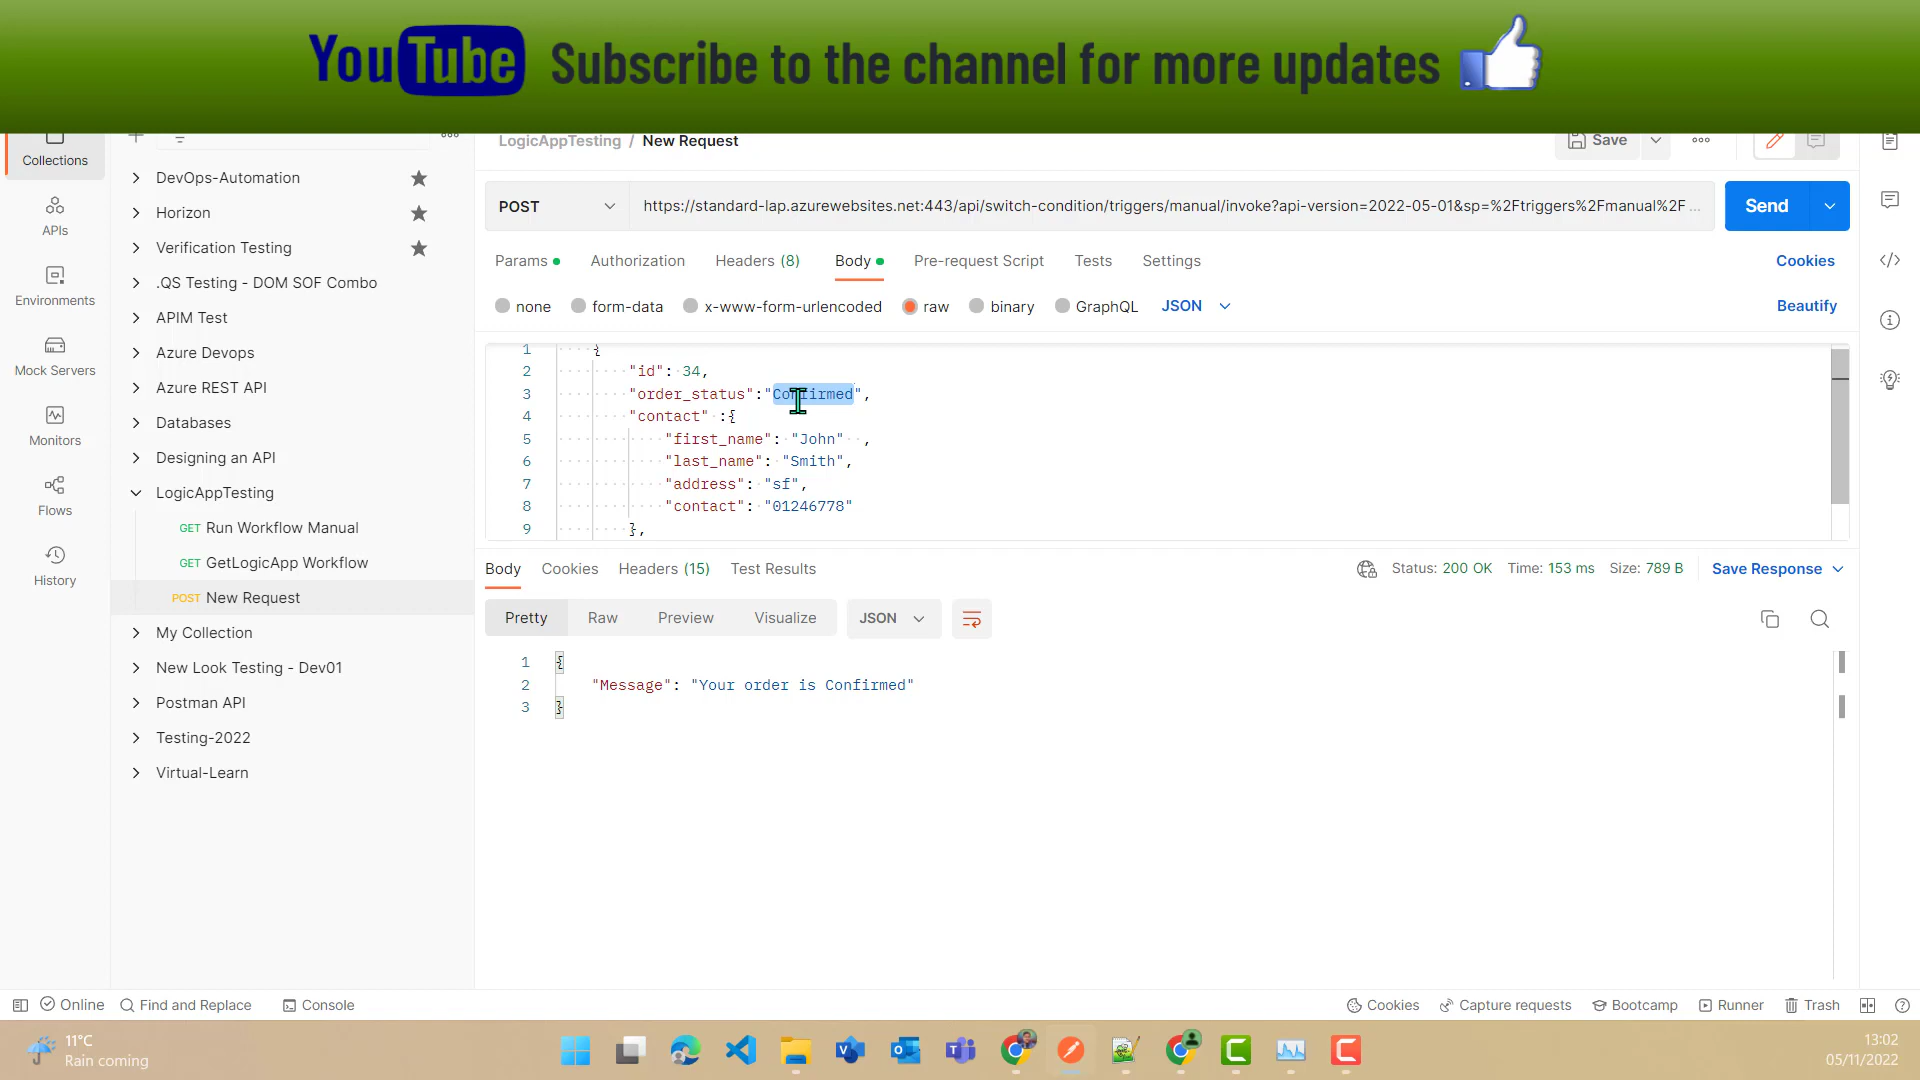 YouTube Subscribe to the channel for more updates
LogicAppTesting / New Request
Save
Collections
APIs
Environments
Mock Servers
Monitors
Flows
History
DevOps-Automation
Horizon
Verification Testing
.QS Testing - DOM SOF Combo
APIM Test
Azure Devops
Azure REST API
Databases
Designing an API
LogicAppTesting
GET Run Workflow Manual
GET GetLogicApp Workflow
POST New Request
My Collection
New Look Testing - Dev01
Postman API
Testing-2022
Virtual-Learn
POST https://standard-lap.azurewebsites.net:443/api/switch-condition/triggers/manual/invoke?api-version=2022-05-01&sp=%2Ftriggers%2Fmanual%2F ... Send
Params Authorization Headers (8) Body Pre-request Script Tests Settings Cookies
none form-data x-www-form-urlencoded raw binary GraphQL JSON Beautify
1 {
2 "id": 34,
3 "order_status":"Confirmed",
4 "contact" :{
5 "first_name": "John" ,
6 "last_name": "Smith",
7 "address": "sf",
8 "contact": "01246778"
9 },
Body Cookies Headers (15) Test Results Status: 200 OK Time: 153 ms Size: 789 B Save Response
Pretty Raw Preview Visualize JSON
1 {
2 "Message": "Your order is Confirmed"
3 }
Online Find and Replace Console Cookies Capture requests Bootcamp Runner Trash
11°C
Rain coming
13:02
05/11/2022